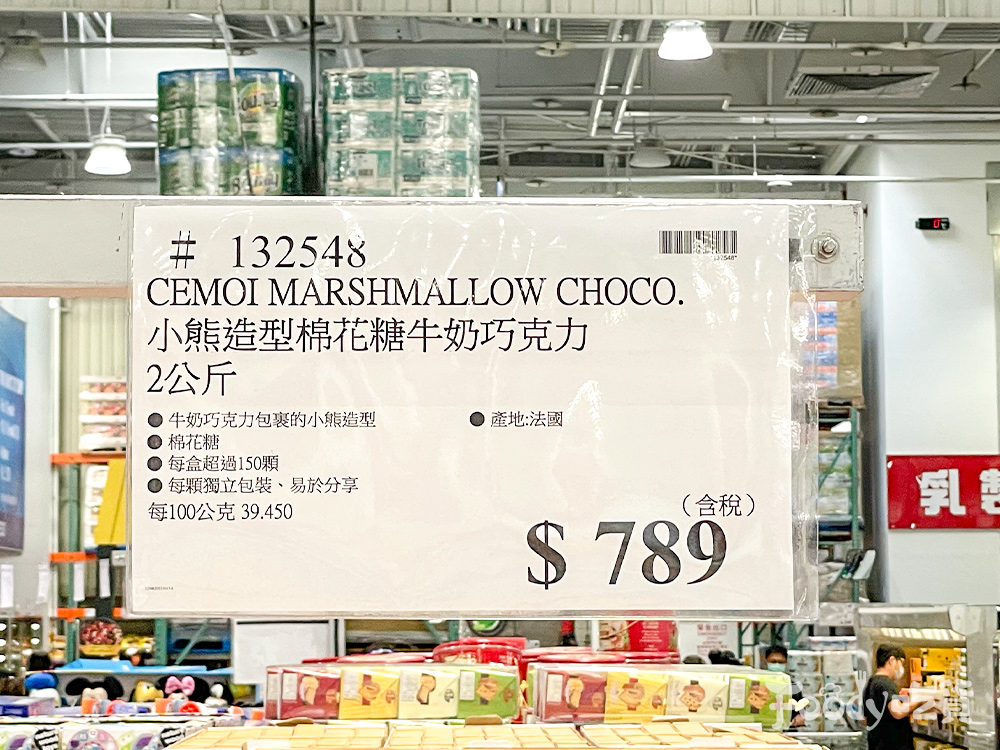 # 132548
CEMOI MARSHMALLOW CHOCO.
小熊造型棉花糖牛奶巧克力
2公斤
● 牛奶巧克力包裹的小熊造型
● 棉花糖
● 每盒超過150顆
● 每顆獨立包裝、易於分享
● 產地:法國
每100公克 39.450
(含稅)
$ 789
乳製